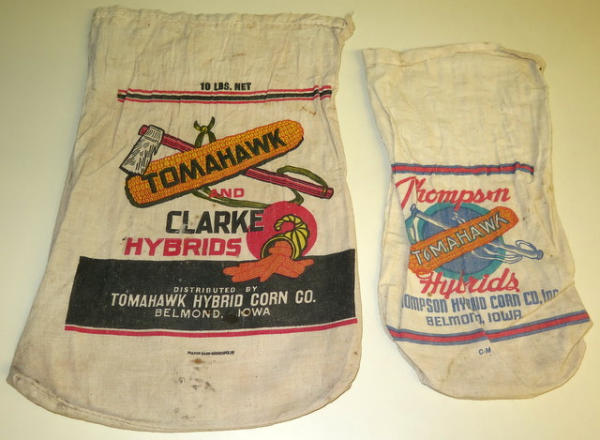 10 LBS. NET
TOMAHAWK
AND
CLARKE
HYBRIDS
DISTRIBUTED BY
TOMAHAWK HYBRID CORN CO.
BELMOND, IOWA
Thompson
TOMAHAWK
Hybrids
OMPSON HYBRID CORN CO., Inc.
BELMOND, IOWA
C-M